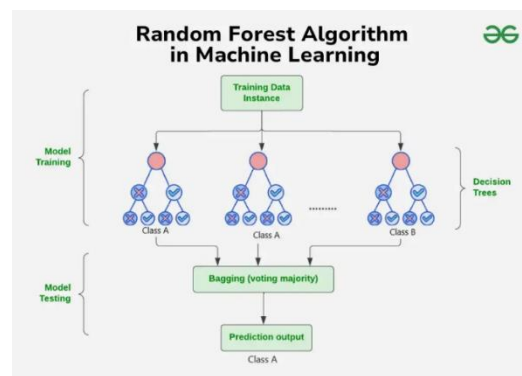 Random Forest Algorithm
in Machine Learning
Training Data
Instance
Model
Training
Decision
Trees
.........
Class A
Class A
Class B
Model
Testing
Bagging (voting majority)
Prediction output
Class A